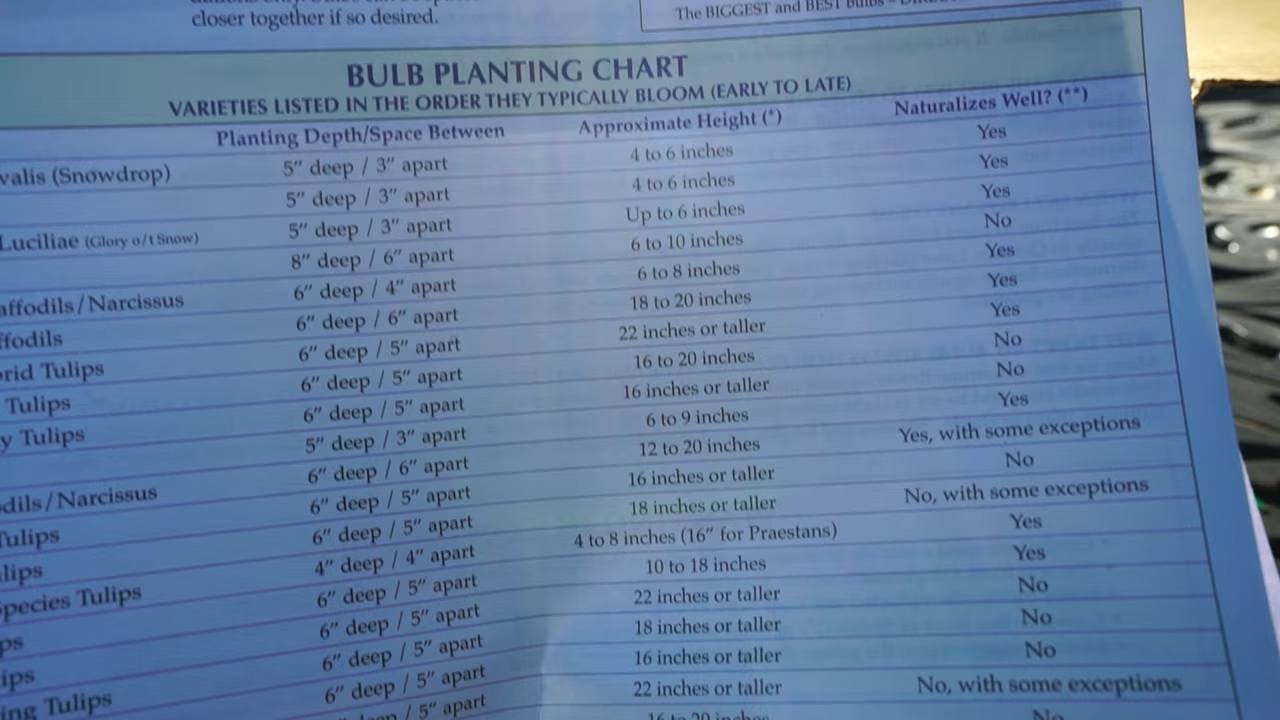 closer together if so desired.
The BIGGEST and BEST Bulbs
BULB PLANTING CHART
VARIETIES LISTED IN THE ORDER THEY TYPICALLY BLOOM (EARLY TO LATE)
Planting Depth/Space Between Approximate Height (*) Naturalizes Well? (**)
valis (Snowdrop) 5" deep / 3" apart 4 to 6 inches Yes
5" deep / 3" apart 4 to 6 inches Yes
Luciliae (Glory o/t Snow) 5" deep / 3" apart Up to 6 inches Yes
8" deep / 6" apart 6 to 10 inches No
affodils/Narcissus 6" deep / 4" apart 6 to 8 inches Yes
ffodils 6" deep / 6" apart 18 to 20 inches Yes
rid Tulips 6" deep / 5" apart 22 inches or taller Yes
Tulips 6" deep / 5" apart 16 to 20 inches No
y Tulips 6" deep / 5" apart 16 inches or taller No
5" deep / 3" apart 6 to 9 inches Yes
dils/Narcissus 6" deep / 6" apart 12 to 20 inches Yes, with some exceptions
Tulips 6" deep / 5" apart 16 inches or taller No
lips 6" deep / 5" apart 18 inches or taller No, with some exceptions
pecies Tulips 4" deep / 4" apart 4 to 8 inches (16" for Praestans) Yes
ps 6" deep / 5" apart 10 to 18 inches Yes
ips 6" deep / 5" apart 22 inches or taller No
ing Tulips 6" deep / 5" apart 18 inches or taller No
6" deep / 5" apart 16 inches or taller No
5" apart 22 inches or taller No, with some exceptions
16 to 20 inches No